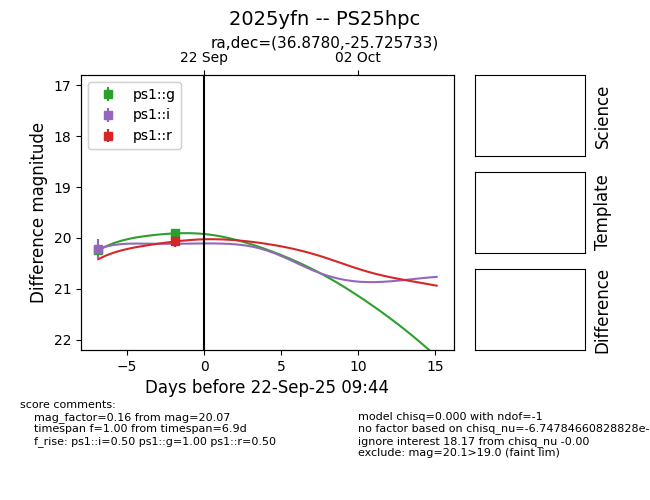 2025yfn -- PS25hpc
ra,dec=(36.8780,-25.725733)
22 Sep
02 Oct
17
18
19
20
21
22
Difference magnitude
ps1::g
ps1::i
ps1::r
−5
0
5
10
15
Days before 22-Sep-25 09:44
Science
Template
Difference
score comments:
mag_factor=0.16 from mag=20.07
timespan f=1.00 from timespan=6.9d
f_rise: ps1::i=0.50 ps1::g=1.00 ps1::r=0.50
model chisq=0.000 with ndof=-1
no factor based on chisq_nu=-6.74784660828828e-
ignore interest 18.17 from chisq_nu -0.00
exclude: mag=20.1>19.0 (faint lim)